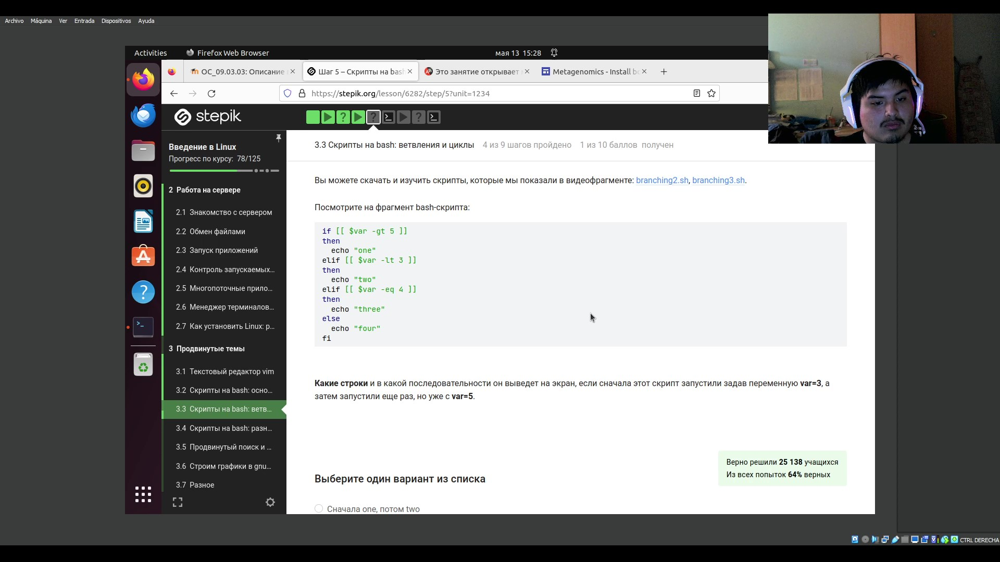 Archivo Máquina Ver Entrada Dispositivos Ayuda
Activities Firefox Web Browser мая 13 15:28
ОС_09.03.03: Описание
Шаг 5 – Скрипты на bash
Это занятие открывает
Metagenomics - Install bo
https://stepik.org/lesson/6282/step/5?unit=1234
stepik
Введение в Linux
Прогресс по курсу: 78/125
2 Работа на сервере
2.1 Знакомство с сервером
2.2 Обмен файлами
2.3 Запуск приложений
2.4 Контроль запускаемых...
2.5 Многопоточные прило...
2.6 Менеджер терминалов...
2.7 Как установить Linux: р...
3 Продвинутые темы
3.1 Текстовый редактор vim
3.2 Скрипты на bash: осно...
3.3 Скрипты на bash: ветв...
3.4 Скрипты на bash: разн...
3.5 Продвинутый поиск и ...
3.6 Строим графики в gnu...
3.7 Разное
3.3 Скрипты на bash: ветвления и циклы 4 из 9 шагов пройдено 1 из 10 баллов получен
Вы можете скачать и изучить скрипты, которые мы показали в видеофрагменте: branching2.sh, branching3.sh.
Посмотрите на фрагмент bash-скрипта:
if [[ $var -gt 5 ]]
then
echo "one"
elif [[ $var -lt 3 ]]
then
echo "two"
elif [[ $var -eq 4 ]]
then
echo "three"
else
echo "four"
fi
Какие строки и в какой последовательности он выведет на экран, если сначала этот скрипт запустили задав переменную var=3, а
затем запустили еще раз, но уже с var=5.
Верно решили 25 138 учащихся
Из всех попыток 64% верных
Выберите один вариант из списка
Сначала one, потом two
CTRL DERECHA